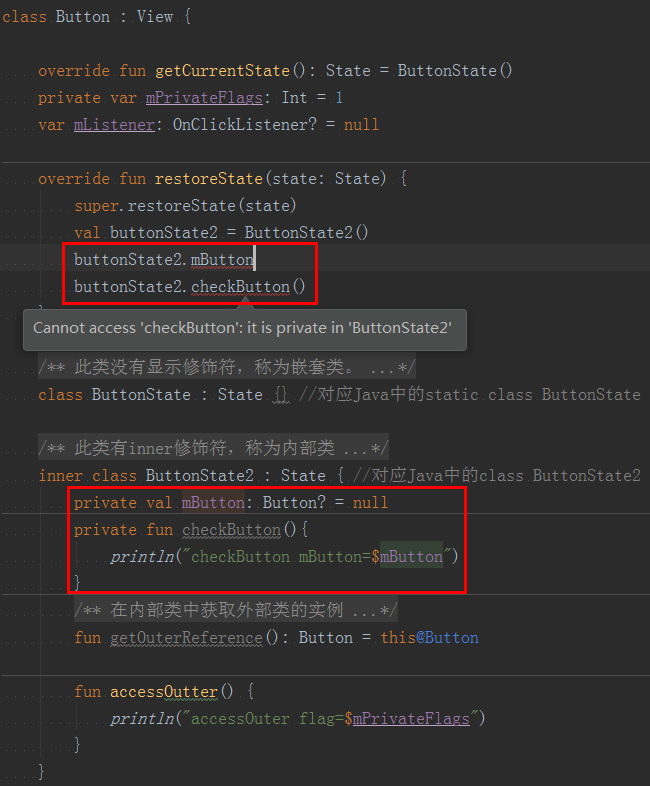 class Button : View {
override fun getCurrentState(): State = ButtonState()
private var mPrivateFlags: Int = 1
var mListener: OnClickListener? = null
override fun restoreState(state: State) {
super.restoreState(state)
val buttonState2 = ButtonState2()
buttonState2.mButton
buttonState2.checkButton()
Cannot access 'checkButton': it is private in 'ButtonState2'
/** 此类没有显示修饰符，称为嵌套类。 ...*/
class ButtonState : State {} //对应Java中的static class ButtonState
/** 此类有inner修饰符，称为内部类 ...*/
inner class ButtonState2 : State { //对应Java中的class ButtonState2
private val mButton: Button? = null
private fun checkButton(){
println("checkButton mButton=$mButton")
}
/** 在内部类中获取外部类的实例 ...*/
fun getOuterReference(): Button = this@Button
fun accessOutter() {
println("accessOuter flag=$mPrivateFlags")
}
}